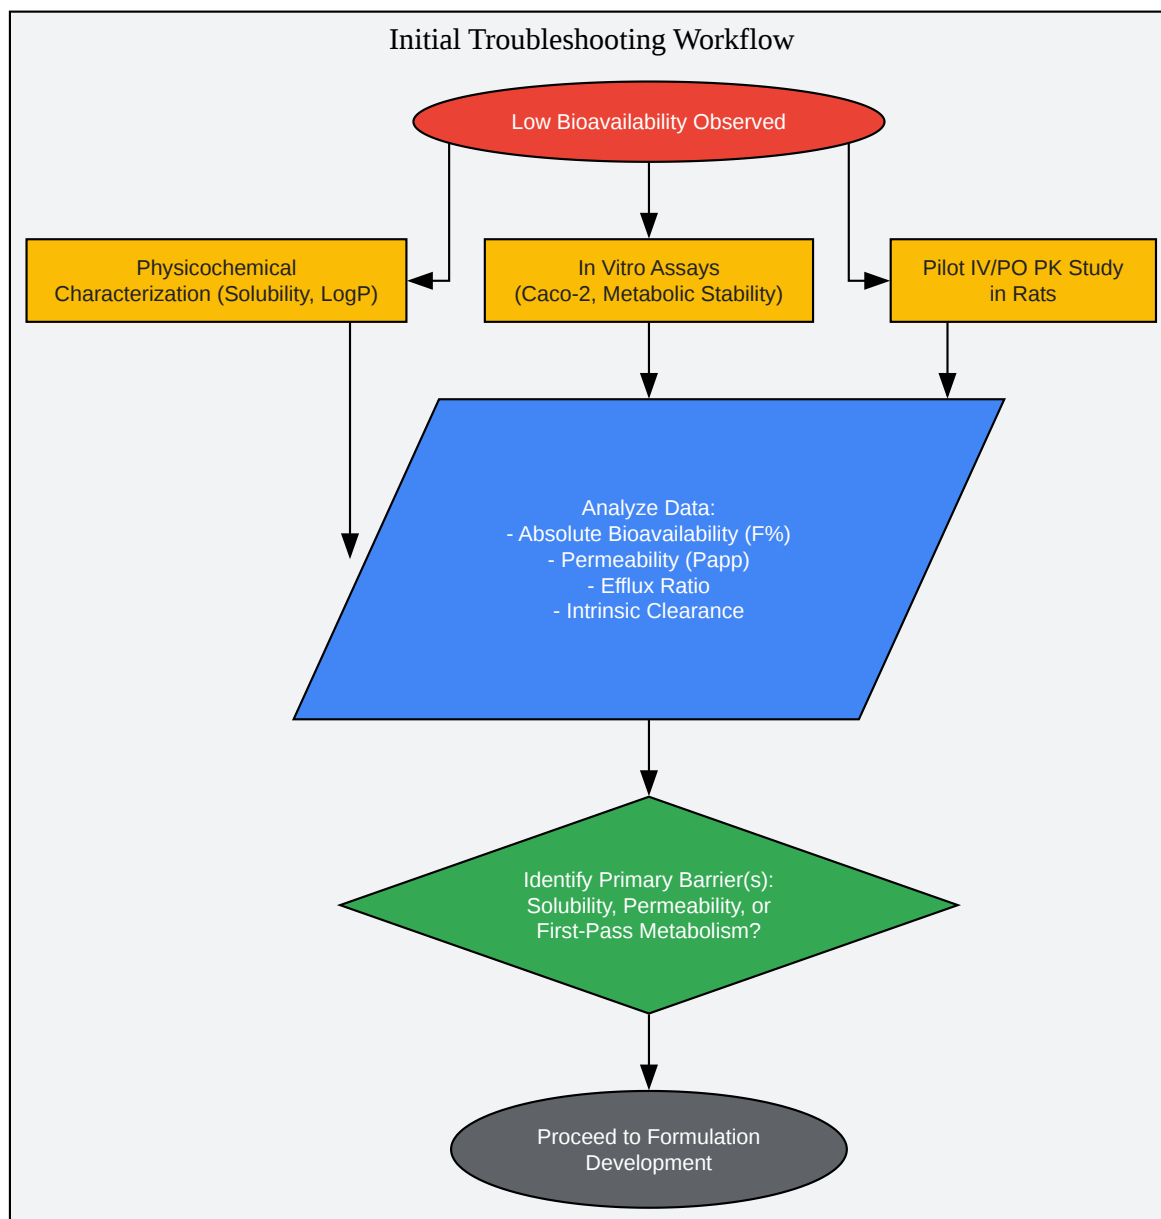 Initial Troubleshooting Workflow
Low Bioavailability Observed
Physicochemical
Characterization (Solubility, LogP)
In Vitro Assays
(Caco-2, Metabolic Stability)
Pilot IV/PO PK Study
in Rats
Analyze Data:
- Absolute Bioavailability (F%)
- Permeability (Papp)
- Efflux Ratio
- Intrinsic Clearance
Identify Primary Barrier(s):
Solubility, Permeability, or
First-Pass Metabolism?
Proceed to Formulation
Development